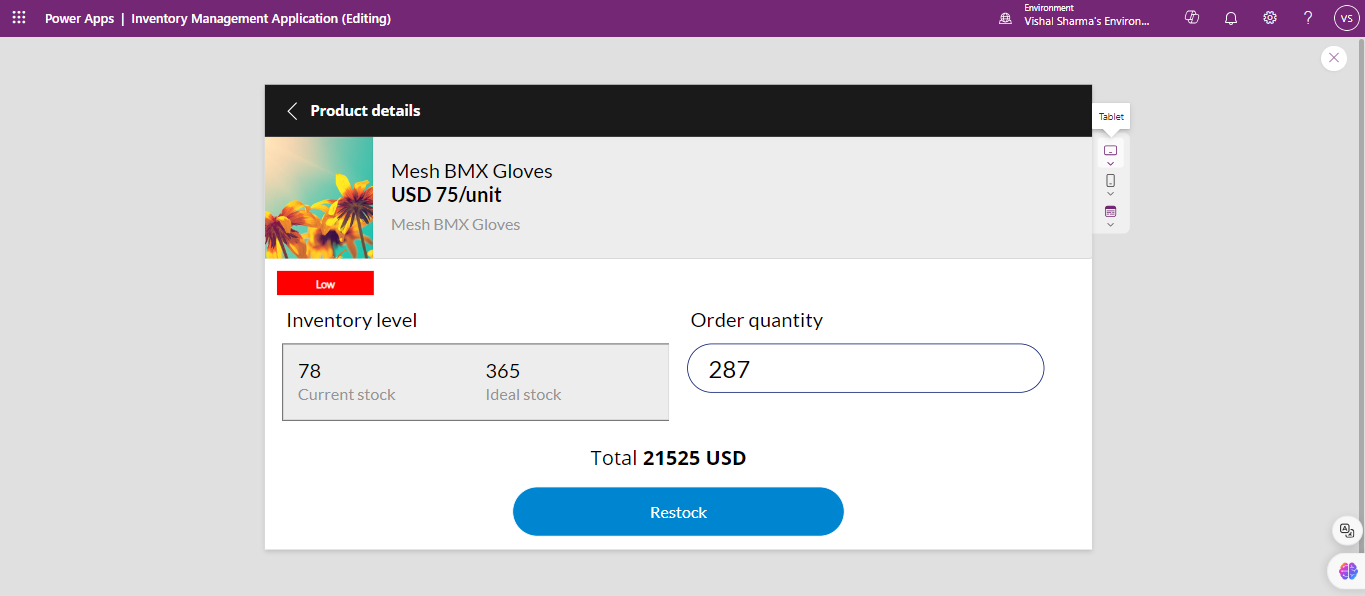 Power Apps | Inventory Management Application (Editing)
Environment
Vishal Sharma's Environ...
VS
Product details
Tablet
Mesh BMX Gloves
USD 75/unit
Mesh BMX Gloves
Low
Inventory level
Order quantity
78
365
287
Current stock
Ideal stock
Total 21525 USD
Restock